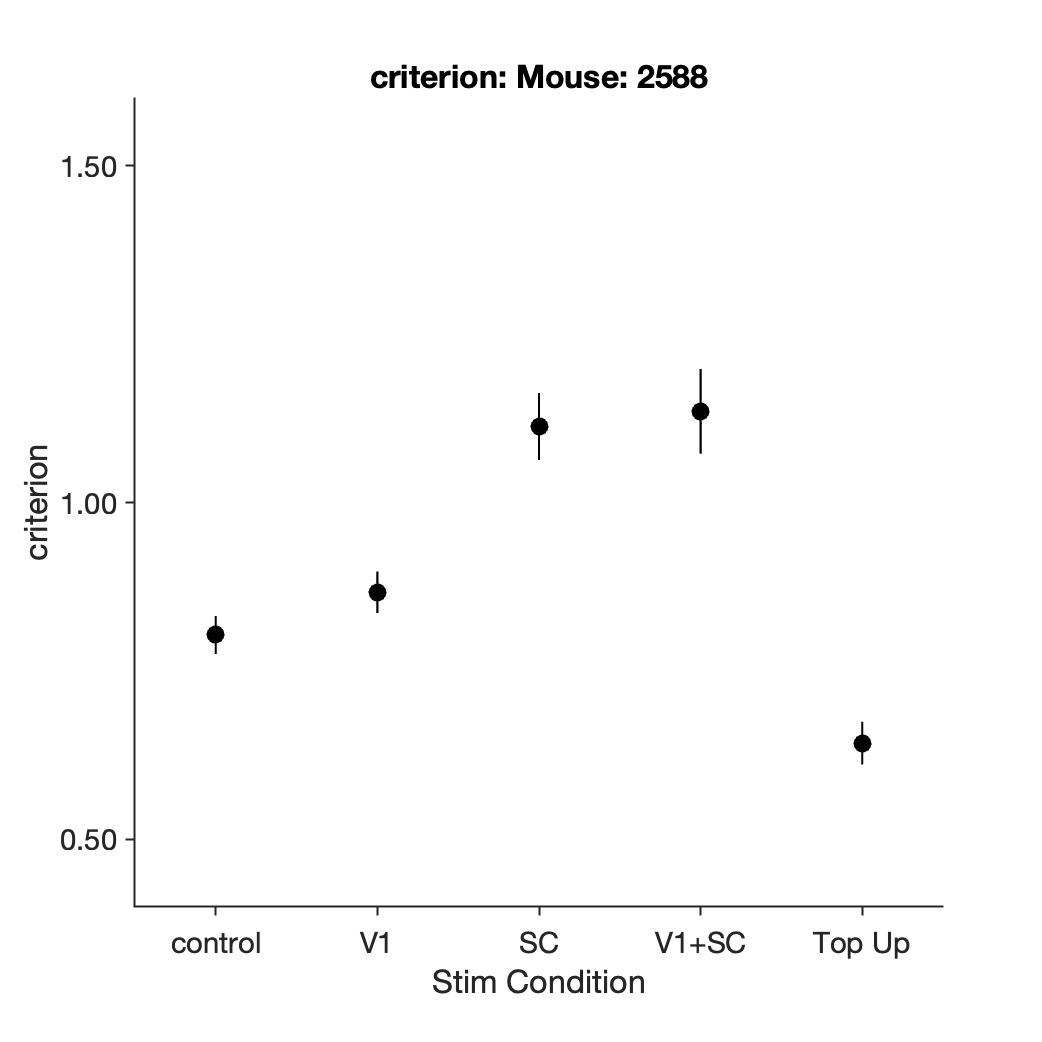 criterion: Mouse: 2588
1.50
1.00
0.50
criterion
control
V1
SC
V1+SC
Top Up
Stim Condition